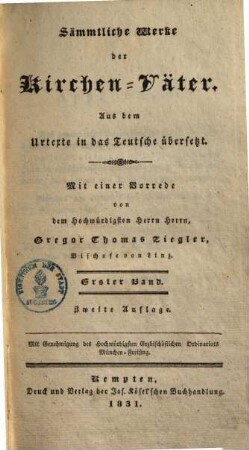 Sämmtliche Werke
der
Kirchen-Väter.
Aus dem
Urtexte in das Teutsche übersetzt.
Mit einer Vorrede
von
dem Hochwürdigsten Herrn Herrn,
Gregor Thomas Ziegler,
Bischofe von Linz.
Erster Band.
Zweite Auflage.
Mit Genehmigung des Hochwürdigsten Erzbischöflichen Ordinariats
München-Freising.
Kempten,
Druck und Verlag der Jos. Kösel'schen Buchhandlung.
1831.